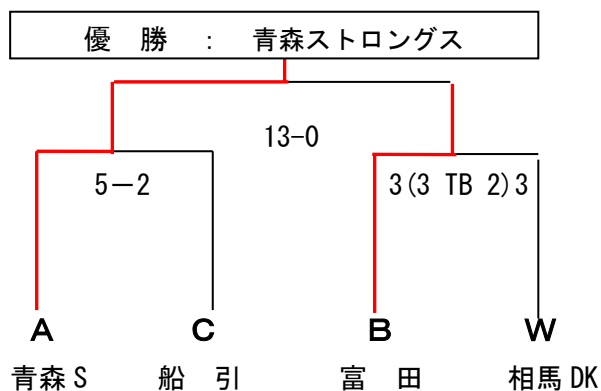 優 勝 : 青森ストロングス
13-0
5-2 3(3 TB 2)3
A C B W
青森S 船 引 富 田 相馬DK